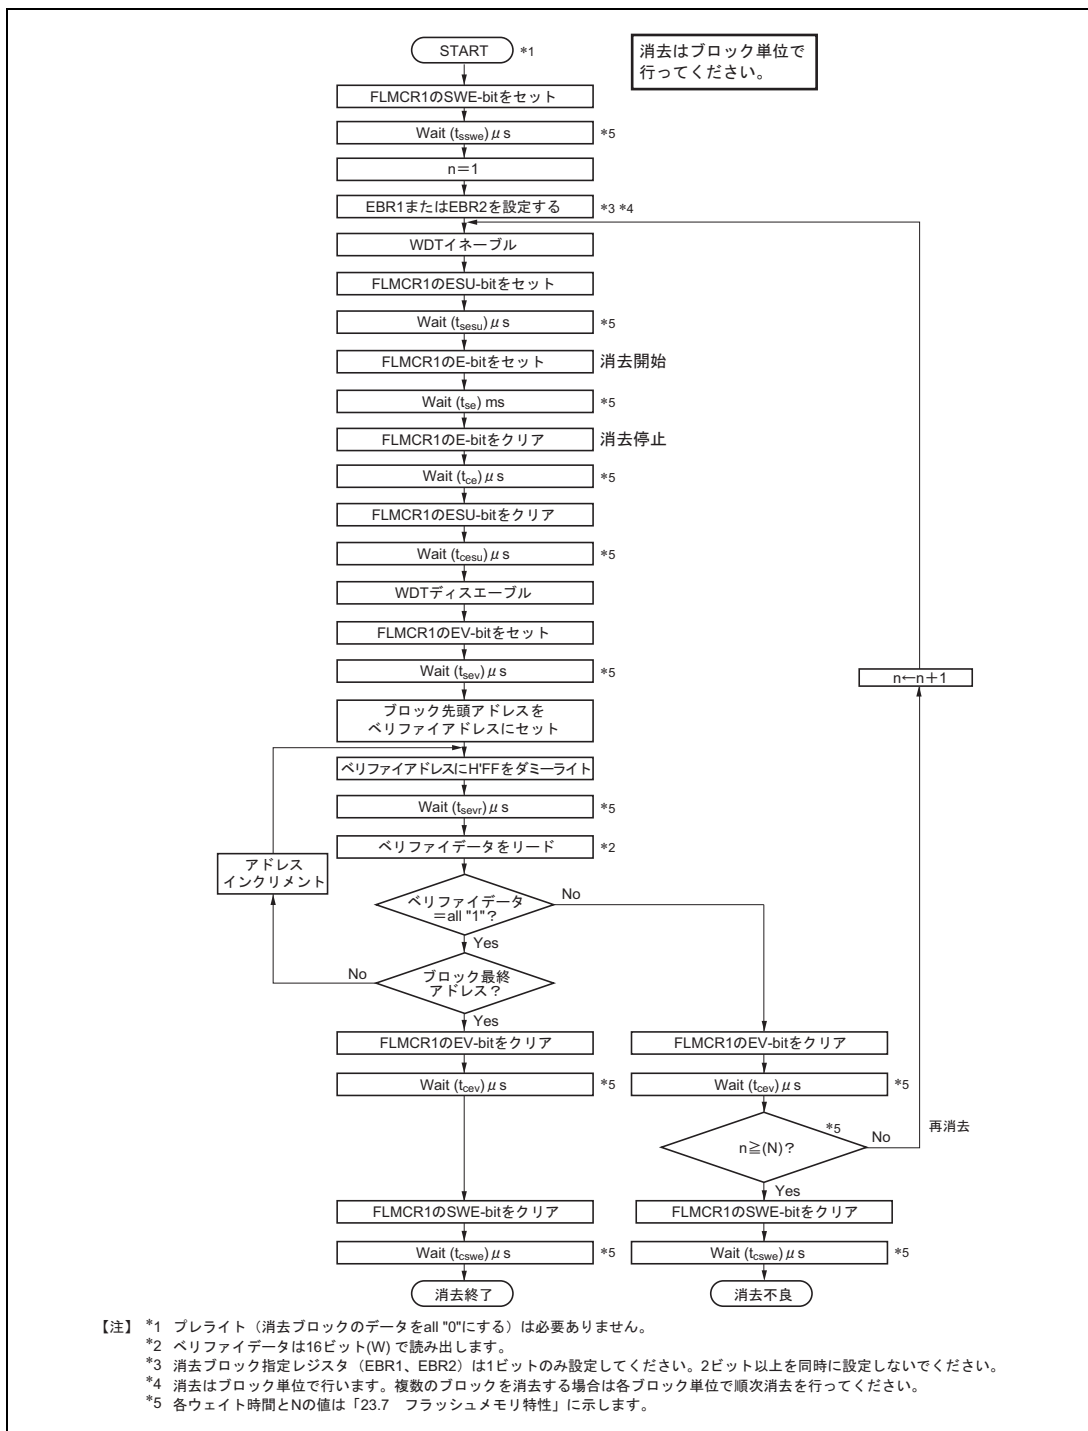 START *1
消去はブロック単位で
行ってください。
FLMCR1のSWE-bitをセット
Wait (tsswe) μ s *5
n＝1
EBR1またはEBR2を設定する *3 *4
WDTイネーブル
FLMCR1のESU-bitをセット
Wait (tsesu) μ s *5
FLMCR1のE-bitをセット 消去開始
Wait (tse) ms *5
FLMCR1のE-bitをクリア 消去停止
Wait (tce) μ s *5
FLMCR1のESU-bitをクリア
Wait (tcesu) μ s *5
WDTディスエーブル
FLMCR1のEV-bitをセット
Wait (tsev) μ s *5
n←n＋1
ブロック先頭アドレスを
ベリファイアドレスにセット
ベリファイアドレスにH'FFをダミーライト
Wait (tsevr) μ s *5
ベリファイデータをリード *2
アドレス
インクリメント
ベリファイデータ
＝all "1"？
No
Yes
ブロック最終
アドレス？
No
Yes
FLMCR1のEV-bitをクリア
Wait (tcev) μ s *5
FLMCR1のEV-bitをクリア
Wait (tcev) μ s *5
n≧(N)？ *5
No
再消去
Yes
FLMCR1のSWE-bitをクリア
Wait (tcswe) μ s *5
消去終了
FLMCR1のSWE-bitをクリア
Wait (tcswe) μ s *5
消去不良
【注】 *1 プレライト（消去ブロックのデータをall "0"にする）は必要ありません。
*2 ベリファイデータは16ビット(W) で読み出します。
*3 消去ブロック指定レジスタ（EBR1、EBR2）は1ビットのみ設定してください。2ビット以上を同時に設定しないでください。
*4 消去はブロック単位で行います。複数のブロックを消去する場合は各ブロック単位で順次消去を行ってください。
*5 各ウェイト時間とNの値は「23.7 フラッシュメモリ特性」に示します。